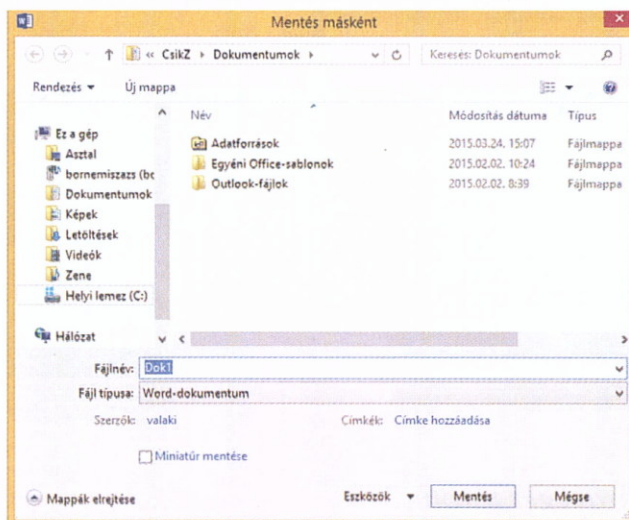 Mentés másként
« CsikZ ▸ Dokumentumok ▸ Keresés: Dokumentumok
Rendezés Új mappa
Név Módosítás dátuma Típus
Ez a gép
Asztal
bornemiszazs (bc
Dokumentumok
Képek
Letöltések
Videók
Zene
Helyi lemez (C:)
Hálózat
Adatforrások 2015.03.24. 15:07 Fájlmappa
Egyéni Office-sablonok 2015.02.02. 10:24 Fájlmappa
Outlook-fájlok 2015.02.02. 8:39 Fájlmappa
Fájlnév: Dok1
Fájl típusa: Word-dokumentum
Szerzők: valaki Címkék: Címke hozzáadása
Miniatűr mentése
Mappák elrejtése Eszközök Mentés Mégse